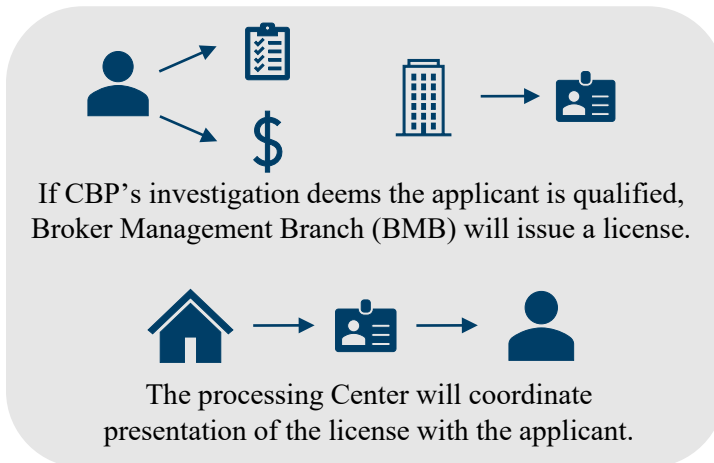 $
If CBP’s investigation deems the applicant is qualified,
Broker Management Branch (BMB) will issue a license.
The processing Center will coordinate
presentation of the license with the applicant.